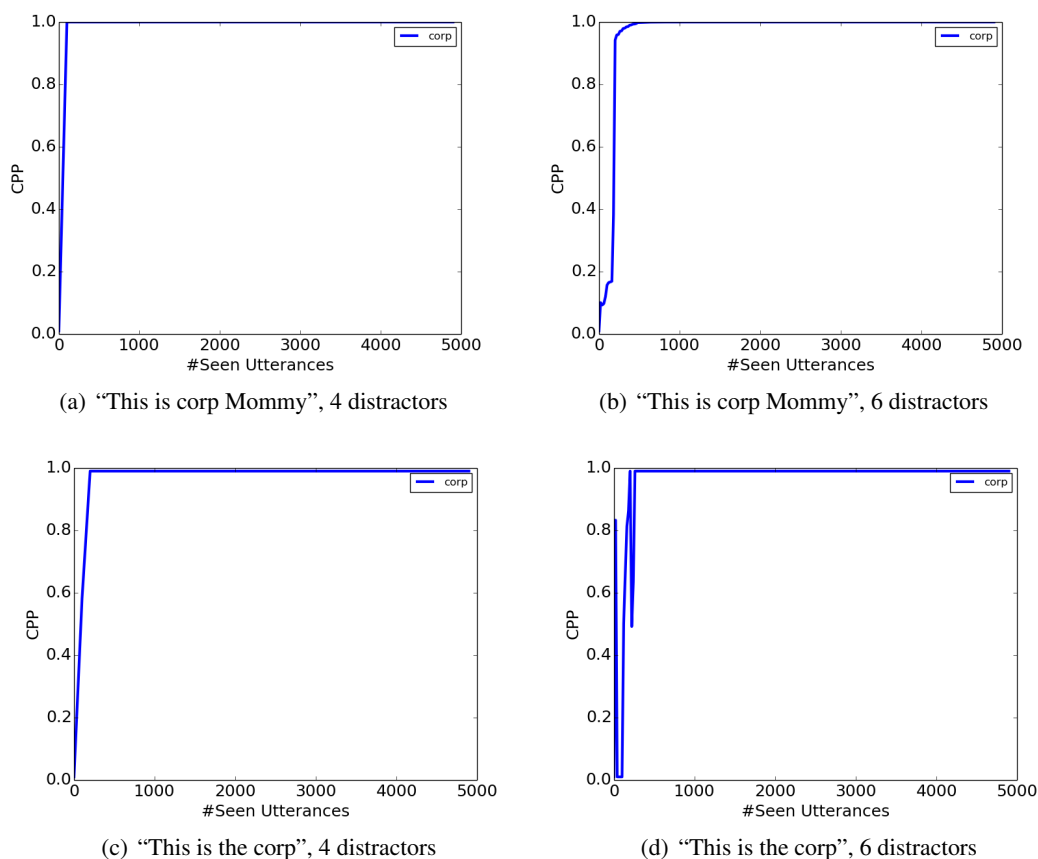 1.0
0.8
0.6
0.4
0.2
0.0
CPP
corp
0 1000 2000 3000 4000 5000
#Seen Utterances
(a) “This is corp Mommy”, 4 distractors
1.0
0.8
0.6
0.4
0.2
0.0
CPP
corp
0 1000 2000 3000 4000 5000
#Seen Utterances
(b) “This is corp Mommy”, 6 distractors
1.0
0.8
0.6
0.4
0.2
0.0
CPP
corp
0 1000 2000 3000 4000 5000
#Seen Utterances
(c) “This is the corp”, 4 distractors
1.0
0.8
0.6
0.4
0.2
0.0
CPP
corp
0 1000 2000 3000 4000 5000
#Seen Utterances
(d) “This is the corp”, 6 distractors